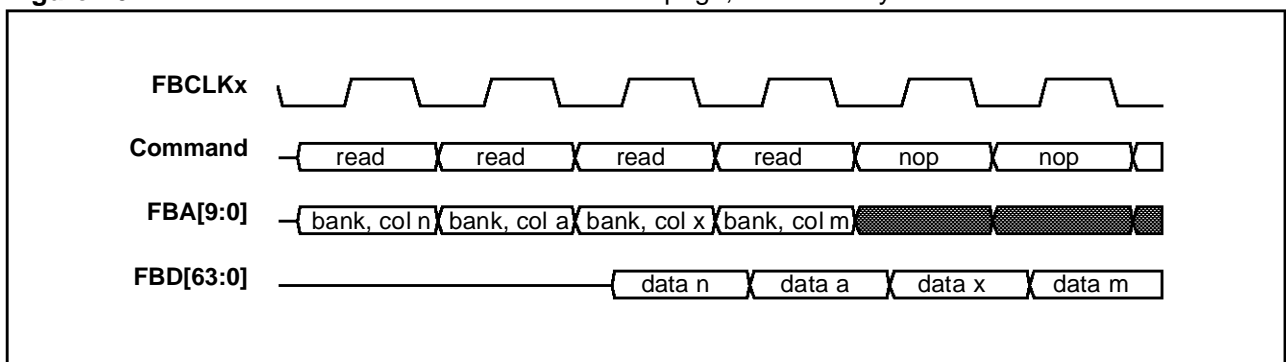 page,
FBCLKx
Command read read read read nop nop
FBA[9:0] bank, col n bank, col a bank, col x bank, col m
FBD[63:0] data n data a data x data m